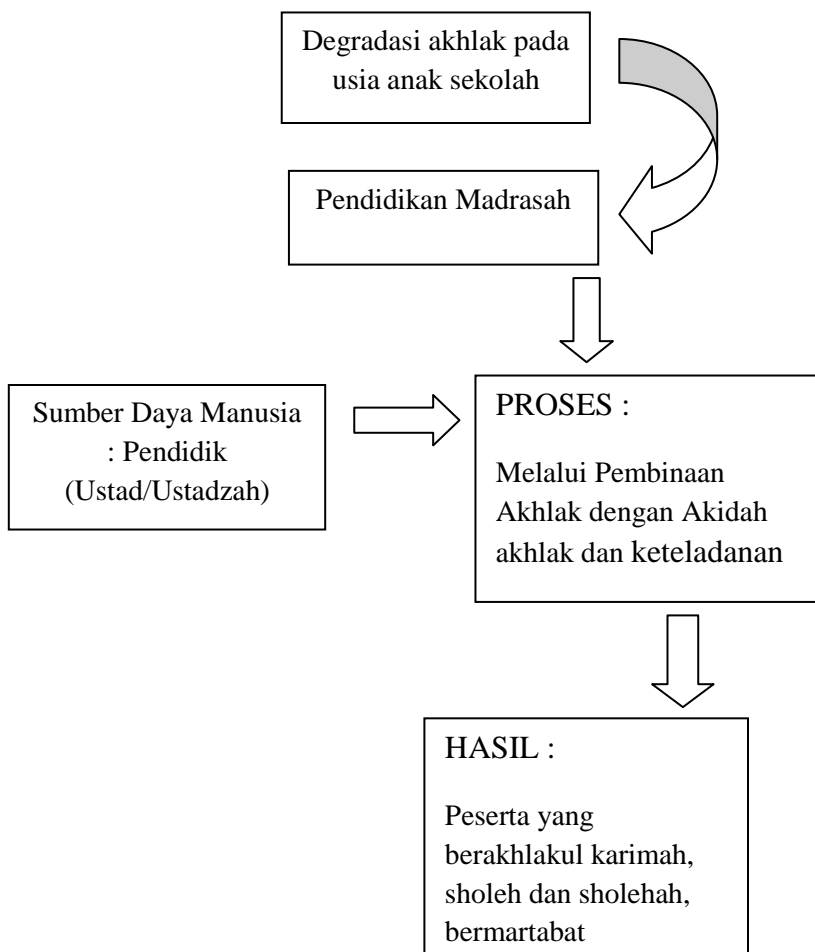 Degradasi akhlak pada
usia anak sekolah
Pendidikan Madrasah
Sumber Daya Manusia
: Pendidik
(Ustad/Ustadzah)
PROSES :
Melalui Pembinaan
Akhlak dengan Akidah
akhlak dan keteladanan
HASIL :
Peserta yang
berakhlakul karimah,
sholeh dan sholehah,
bermartabat